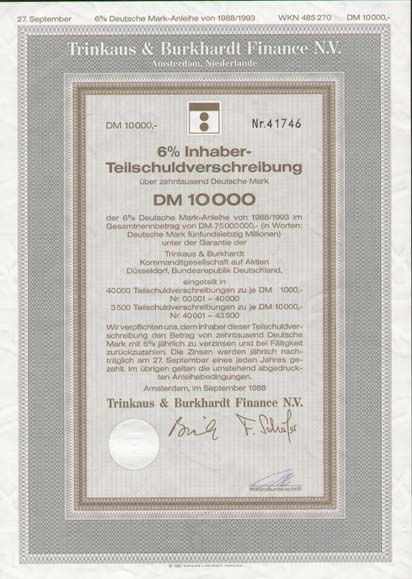 27. September 6% Deutsche Mark-Anleihe von 1988/1993 WKN 485 270 DM 10000,-
Trinkaus & Burkhardt Finance N.V.
Amsterdam, Niederlande
DM 10000,- Nr.41746
6% Inhaber-
Teilschuldverschreibung
über zehntausend Deutsche Mark
DM 10000
der 6% Deutsche Mark-Anleihe von 1988/1993 im
Gesamtnennbetrag von DM 75000000,- (in Worten:
Deutsche Mark fünfundsiebzig Millionen)
unter der Garantie der
Trinkaus & Burkhardt
Kommanditgesellschaft auf Aktien
Düsseldorf, Bundesrepublik Deutschland,
eingeteilt in
40000 Teilschuldverschreibungen zu je DM 1000,-
Nr. 00001 – 40000
3500 Teilschuldverschreibungen zu je DM 10000,-
Nr. 40001 – 43500
Wir verpflichten uns, dem Inhaber dieser Teilschuldver-
schreibung den Betrag von zehntausend Deutsche
Mark mit 6% jährlich zu verzinsen und bei Fälligkeit
zurückzuzahlen. Die Zinsen werden jährlich nach-
träglich am 27. September eines jeden Jahres ge-
zahlt. Im übrigen gelten die umstehend abgedruck-
ten Anleihebedingungen.
Amsterdam, im September 1988
Trinkaus & Burkhardt Finance N.V.
F. Schäfer
Kontrollunterschrift